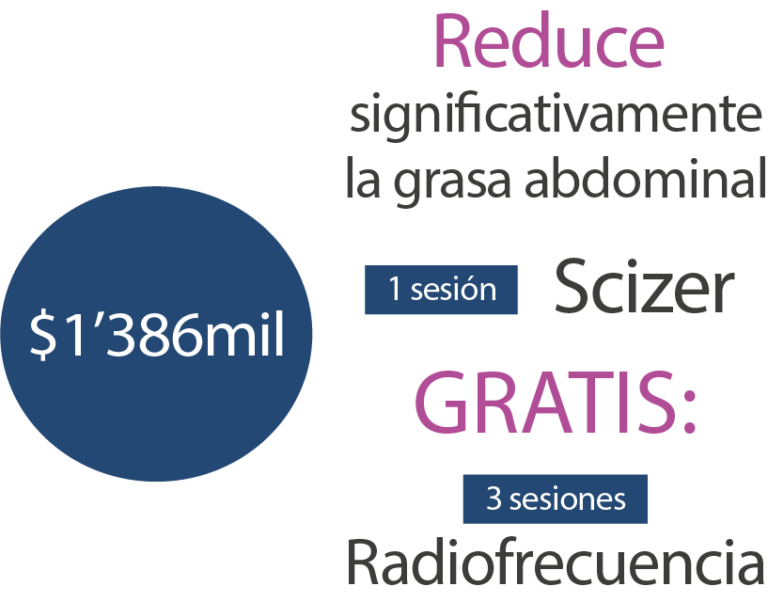 $1’386mil
Reduce
significativamente
la grasa abdominal
1 sesión Scizer
GRATIS:
3 sesiones
Radiofrecuencia